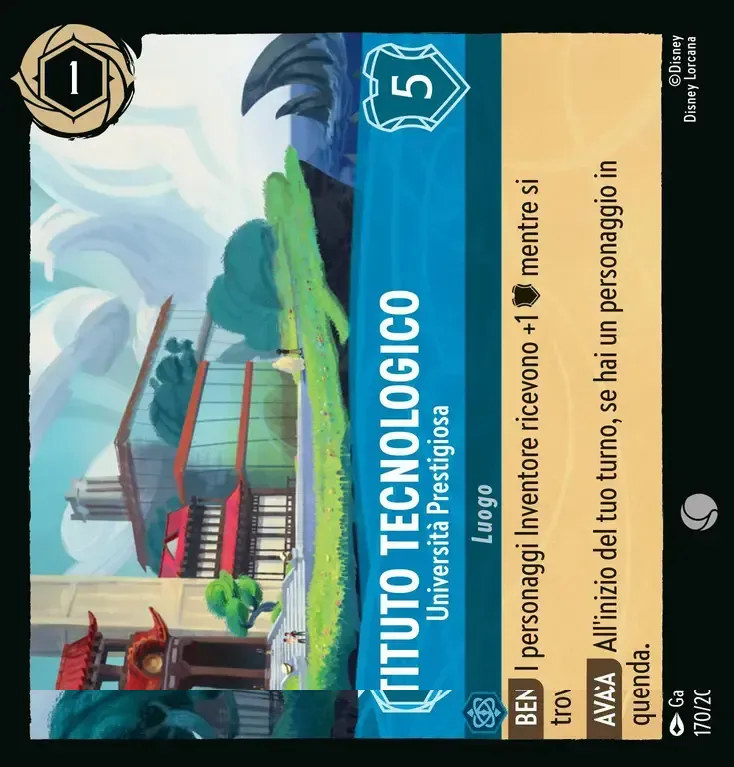 1
5
TITUTO TECNOLOGICO
Università Prestigiosa
Luogo
BEN I personaggi Inventore ricevono +1 mentre si
trov
All'inizio del tuo turno, se hai un personaggio in
quenda.
Ga
170/20
©Disney
Disney Lorcana